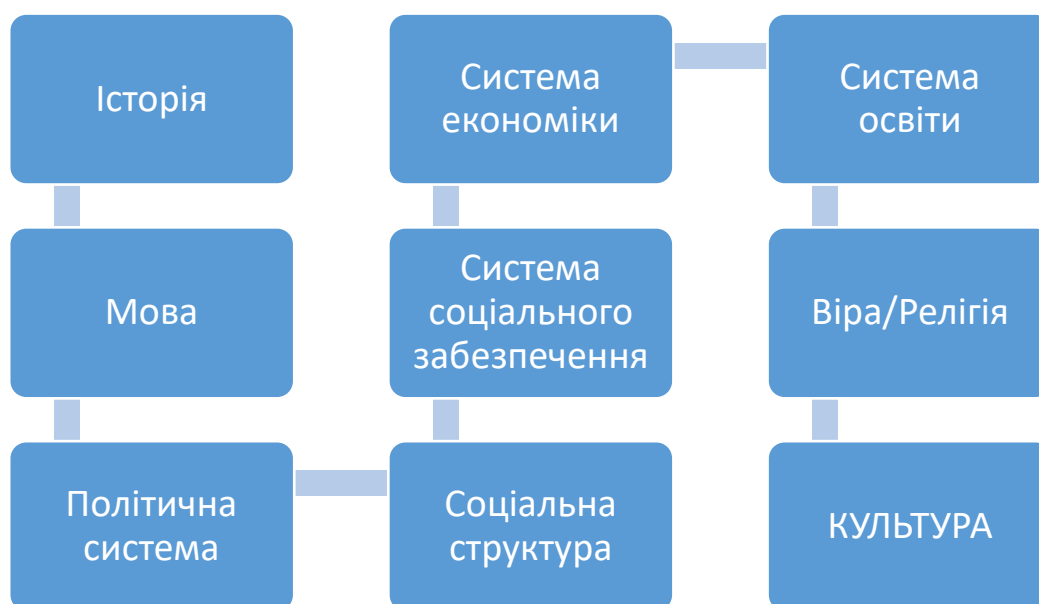 Історія
Мова
Політична
система
Соціальна
структура
Система
соціального
забезпечення
Система
економіки
Система
освіти
Віра/Релігія
КУЛЬТУРА